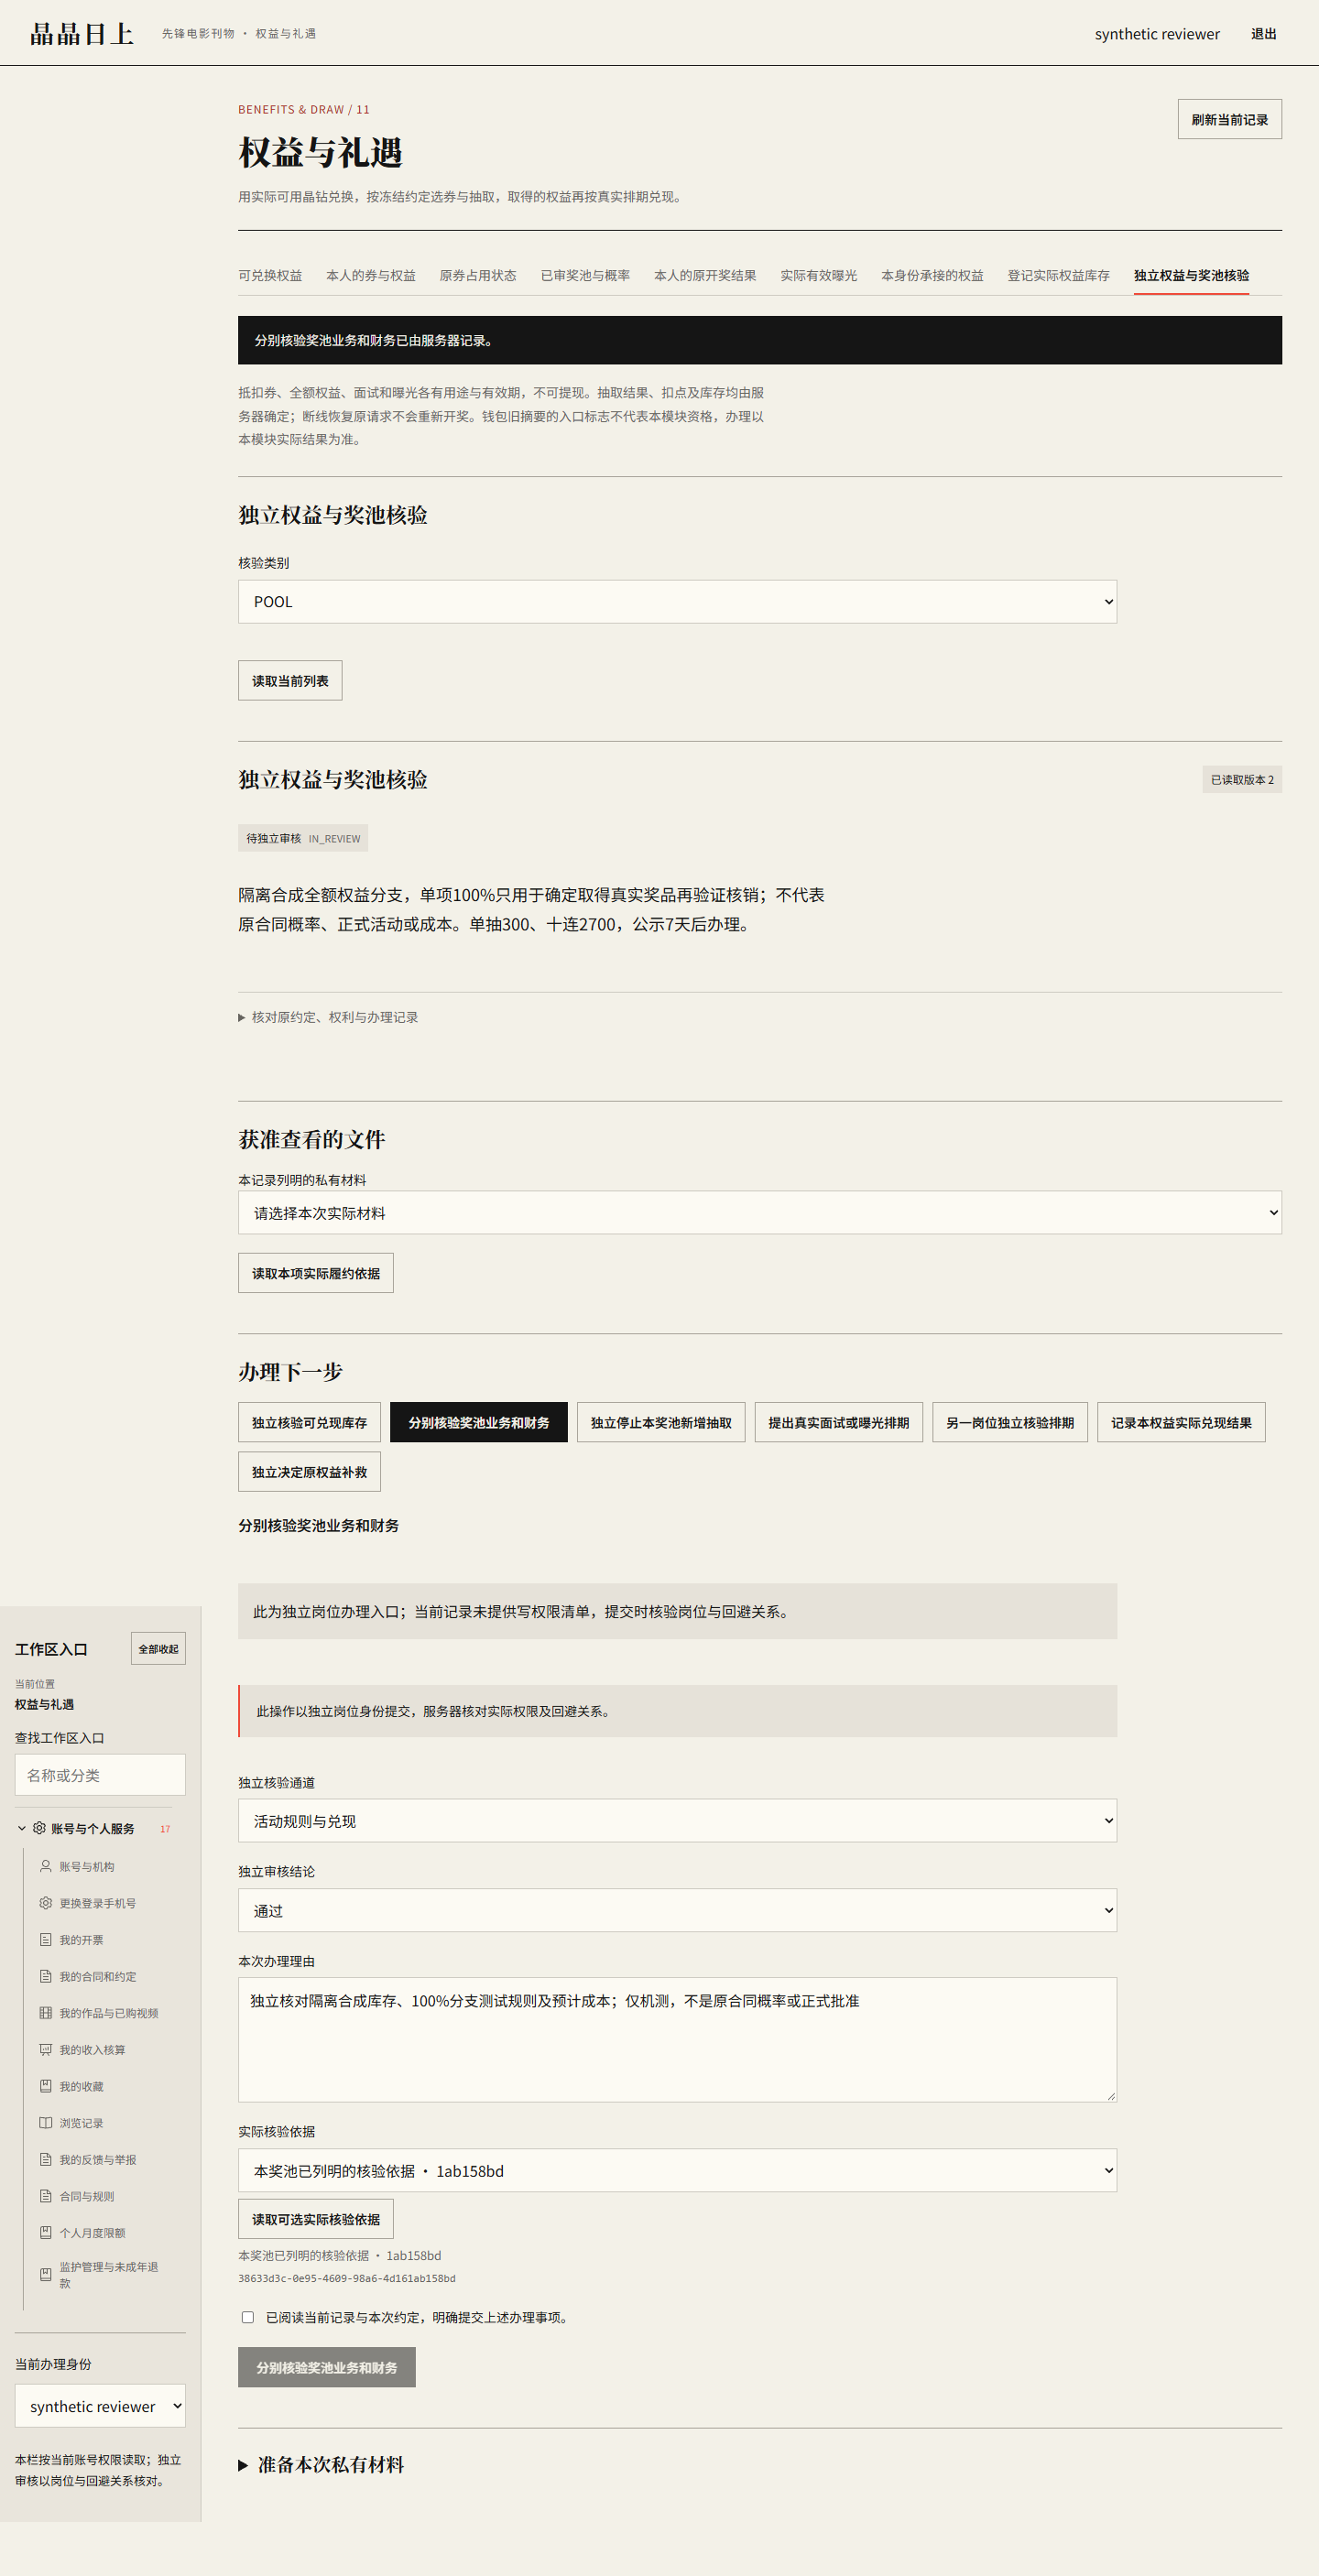 晶晶日上
先锋电影刊物 · 权益与礼遇
synthetic reviewer
退出
BENEFITS & DRAW / 11
权益与礼遇
刷新当前记录
用实际可用晶钻兑换，按冻结约定选券与抽取，取得的权益再按真实排期兑现。
可兑换权益
本人的券与权益
原券占用状态
已审奖池与概率
本人的原开奖结果
实际有效曝光
本身份承接的权益
登记实际权益库存
独立权益与奖池核验
分别核验奖池业务和财务已由服务器记录。
抵扣券、全额权益、面试和曝光各有用途与有效期，不可提现。抽取结果、扣点及库存均由服
务器确定；断线恢复原请求不会重新开奖。钱包旧摘要的入口标志不代表本模块资格，办理以
本模块实际结果为准。
独立权益与奖池核验
核验类别
POOL
读取当前列表
独立权益与奖池核验
已读取版本 2
待独立审核 IN_REVIEW
隔离合成全额权益分支，单项100%只用于确定取得真实奖品再验证核销；不代表
原合同概率、正式活动或成本。单抽300、十连2700，公示7天后办理。
核对原约定、权利与办理记录
获准查看的文件
本记录列明的私有材料
请选择本次实际材料
读取本项实际履约依据
办理下一步
独立核验可兑现库存
分别核验奖池业务和财务
独立停止本奖池新增抽取
提出真实面试或曝光排期
另一岗位独立核验排期
记录本权益实际兑现结果
独立决定原权益补救
分别核验奖池业务和财务
此为独立岗位办理入口；当前记录未提供写权限清单，提交时核验岗位与回避关系。
此操作以独立岗位身份提交，服务器核对实际权限及回避关系。
独立核验通道
活动规则与兑现
独立审核结论
通过
本次办理理由
独立核对隔离合成库存、100%分支测试规则及预计成本；仅机测，不是原合同概率或正式批准
实际核验依据
本奖池已列明的核验依据 · 1ab158bd
读取可选实际核验依据
本奖池已列明的核验依据 · 1ab158bd
38633d3c-0e95-4609-98a6-4d161ab158bd
已阅读当前记录与本次约定，明确提交上述办理事项。
分别核验奖池业务和财务
准备本次私有材料
工作区入口
全部收起
当前位置
权益与礼遇
查找工作区入口
名称或分类
账号与个人服务
17
账号与机构
更换登录手机号
我的开票
我的合同和约定
我的作品与已购视频
我的收入核算
我的收藏
浏览记录
我的反馈与举报
合同与规则
个人月度限额
监护管理与未成年退
款
当前办理身份
synthetic reviewer
本栏按当前账号权限读取；独立
审核以岗位与回避关系核对。